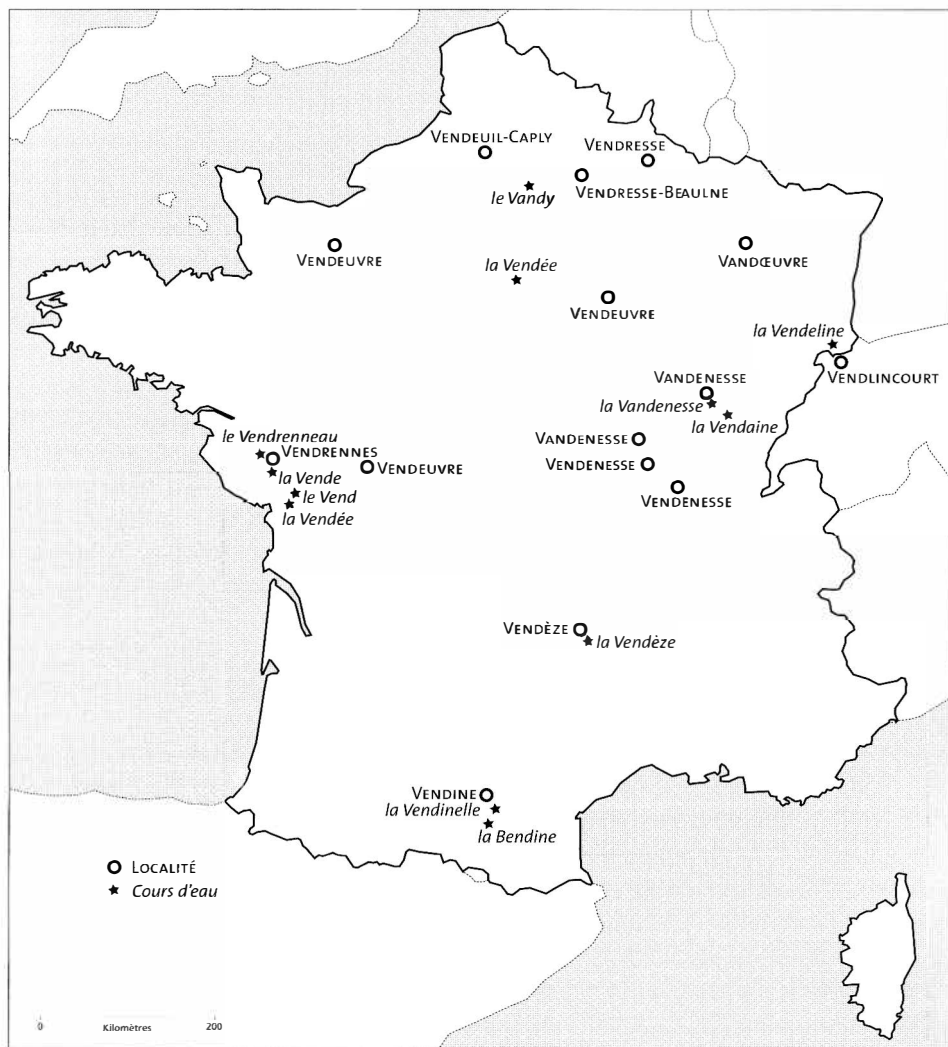 VENDEUIL-CAPLY
VENDRESSE
le Vandy
VENDRESSE-BEAULNE
VENDEUVRE
la Vendée
VANDŒUVRE
VENDEUVRE
la Vendeline
VENDLINCOURT
VANDENESSE
la Vandenesse
la Vendaine
le Vendrenneau
VENDRENNES
VANDENESSE
VENDEUVRE
VENDENESSE
la Vende
le Vend
VENDENESSE
la Vendée
VENDÈZE
la Vendèze
VENDINE
la Vendinelle
la Bendine
LOCALITÉ
Cours d'eau
0 Kilomètres 200